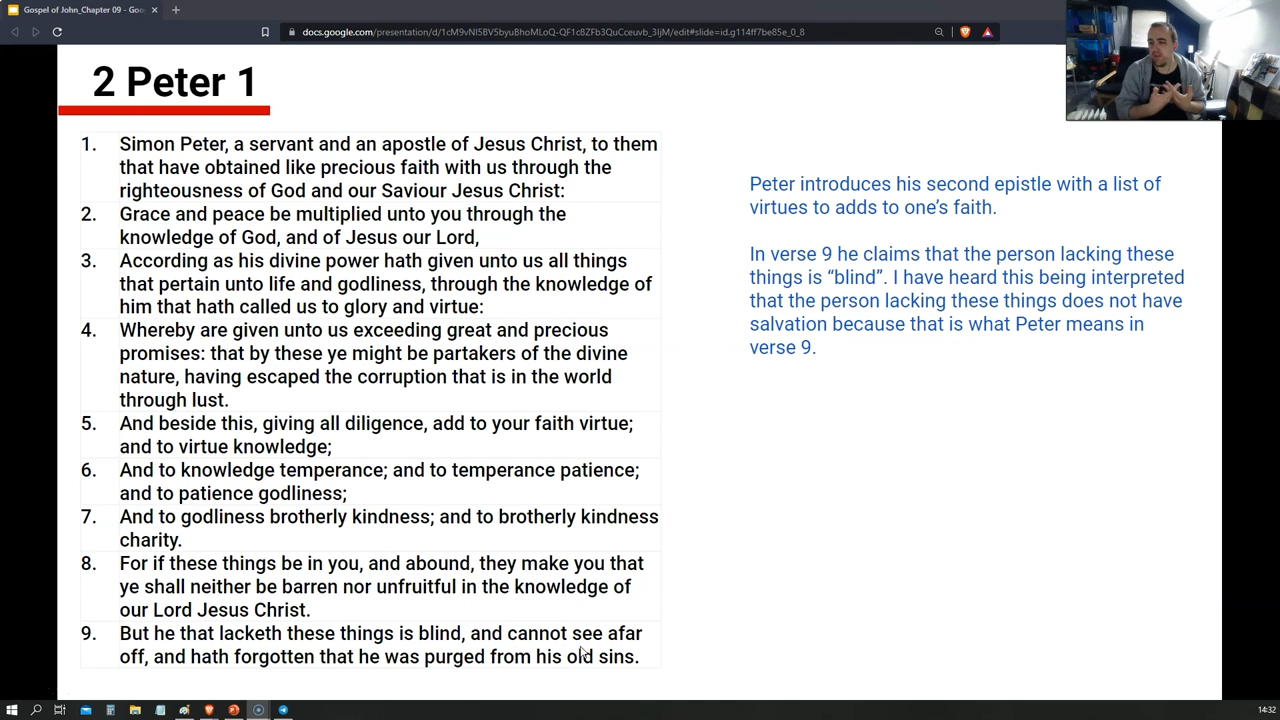 Gospel of John_Chapter 09 - Goo
docs.google.com/presentation/d/1cM9vNI5BV5byuBhoMLoQ-QF1c8ZFb3QuCceuvb_3IjM/edit#slide=id.g114ff7be85e_0_8
2 Peter 1
1. Simon Peter, a servant and an apostle of Jesus Christ, to them
that have obtained like precious faith with us through the
righteousness of God and our Saviour Jesus Christ:
2. Grace and peace be multiplied unto you through the
knowledge of God, and of Jesus our Lord,
3. According as his divine power hath given unto us all things
that pertain unto life and godliness, through the knowledge of
him that hath called us to glory and virtue:
4. Whereby are given unto us exceeding great and precious
promises: that by these ye might be partakers of the divine
nature, having escaped the corruption that is in the world
through lust.
5. And beside this, giving all diligence, add to your faith virtue;
and to virtue knowledge;
6. And to knowledge temperance; and to temperance patience;
and to patience godliness;
7. And to godliness brotherly kindness; and to brotherly kindness
charity.
8. For if these things be in you, and abound, they make you that
ye shall neither be barren nor unfruitful in the knowledge of
our Lord Jesus Christ.
9. But he that lacketh these things is blind, and cannot see afar
off, and hath forgotten that he was purged from his old sins.
Peter introduces his second epistle with a list of
virtues to adds to one's faith.
In verse 9 he claims that the person lacking these
things is “blind”. I have heard this being interpreted
that the person lacking these things does not have
salvation because that is what Peter means in
verse 9.
14:32